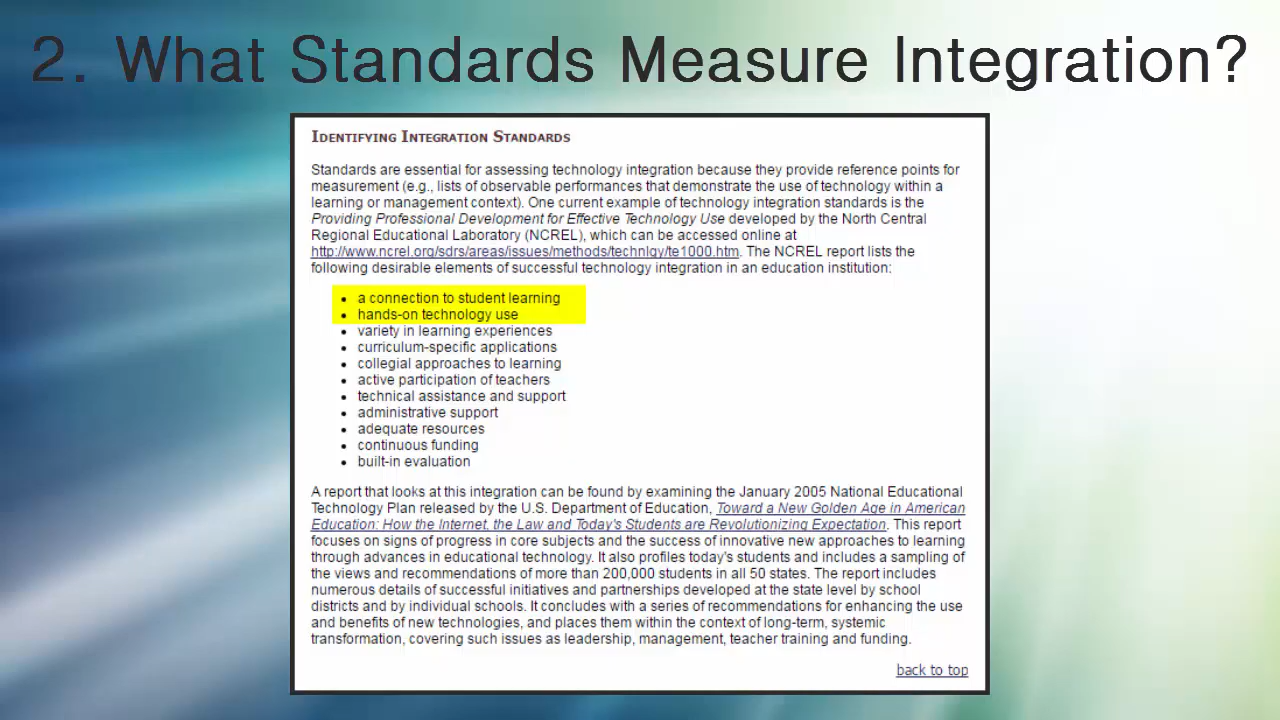 2. What Standards Measure Integration?
Identifying Integration Standards
Standards are essential for assessing technology integration because they provide reference points for
measurement (e.g., lists of observable performances that demonstrate the use of technology within a
learning or management context). One current example of technology integration standards is the
Providing Professional Development for Effective Technology Use developed by the North Central
Regional Educational Laboratory (NCREL), which can be accessed online at
http://www.ncrel.org/sdrs/areas/issues/methods/technlgy/te1000.htm. The NCREL report lists the
following desirable elements of successful technology integration in an education institution:
• a connection to student learning
• hands-on technology use
• variety in learning experiences
• curriculum-specific applications
• collegial approaches to learning
• active participation of teachers
• technical assistance and support
• administrative support
• adequate resources
• continuous funding
• built-in evaluation
A report that looks at this integration can be found by examining the January 2005 National Educational
Technology Plan released by the U.S. Department of Education, Toward a New Golden Age in American
Education: How the Internet, the Law and Today's Students are Revolutionizing Expectation. This report
focuses on signs of progress in core subjects and the success of innovative new approaches to learning
through advances in educational technology. It also profiles today's students and includes a sampling of
the views and recommendations of more than 200,000 students in all 50 states. The report includes
numerous details of successful initiatives and partnerships developed at the state level by school
districts and by individual schools. It concludes with a series of recommendations for enhancing the use
and benefits of new technologies, and places them within the context of long-term, systemic
transformation, covering such issues as leadership, management, teacher training and funding.
back to top